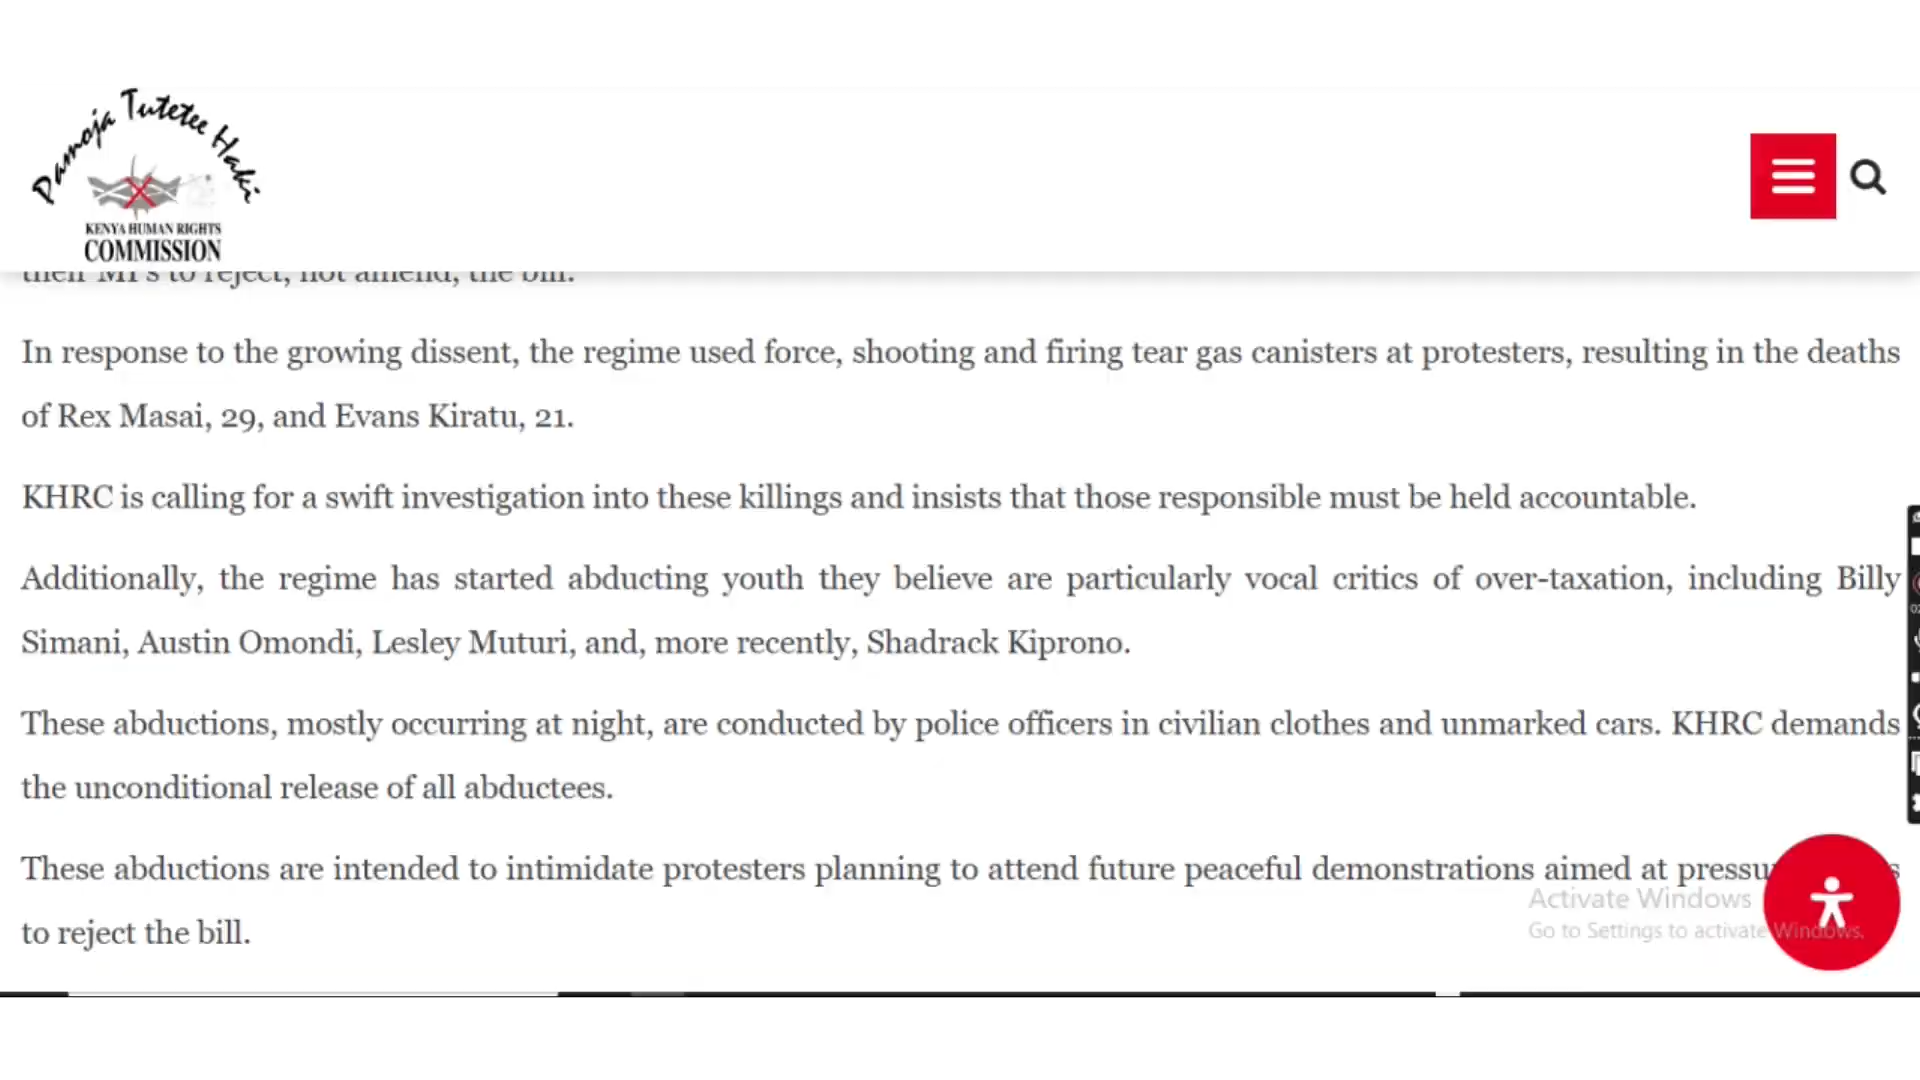 Pamoja Tutetee Haki
KENYA HUMAN RIGHTS
COMMISSION
their MPs to reject, not amend, the bill.
In response to the growing dissent, the regime used force, shooting and firing tear gas canisters at protesters, resulting in the deaths
of Rex Masai, 29, and Evans Kiratu, 21.
KHRC is calling for a swift investigation into these killings and insists that those responsible must be held accountable.
Additionally, the regime has started abducting youth they believe are particularly vocal critics of over-taxation, including Billy
Simani, Austin Omondi, Lesley Muturi, and, more recently, Shadrack Kiprono.
These abductions, mostly occurring at night, are conducted by police officers in civilian clothes and unmarked cars. KHRC demands
the unconditional release of all abductees.
These abductions are intended to intimidate protesters planning to attend future peaceful demonstrations aimed at
to reject the bill.
Activate Windows
Go to Settings to activate Windows.